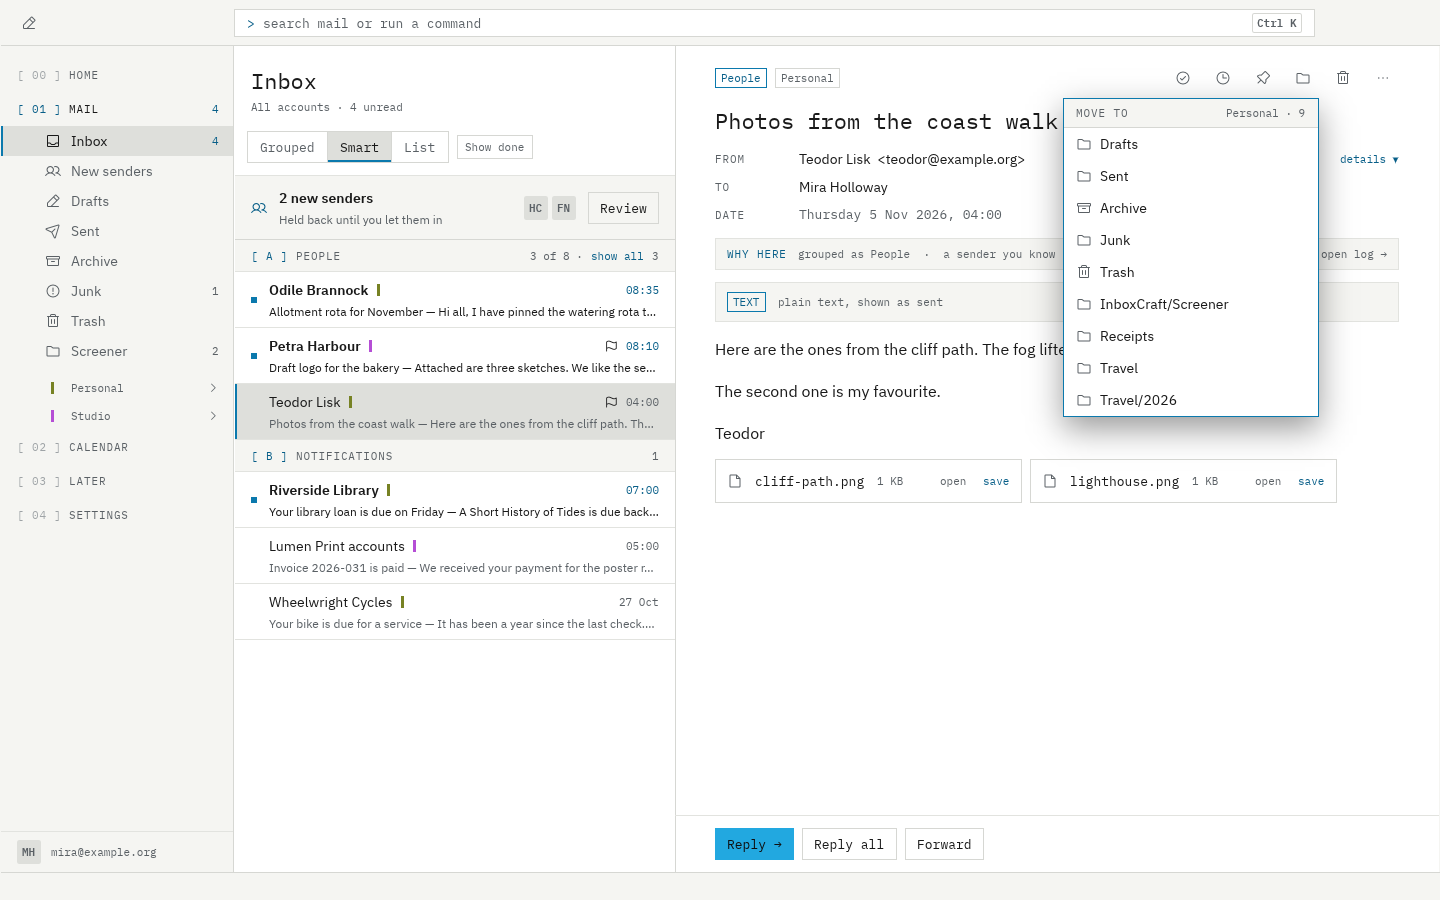 > search mail or run a command Ctrl K
[ 00 ] HOME
[ 01 ] MAIL 4
Inbox 4
New senders
Drafts
Sent
Archive
Junk 1
Trash
Screener 2
Personal
Studio
[ 02 ] CALENDAR
[ 03 ] LATER
[ 04 ] SETTINGS
MH mira@example.org
Inbox
All accounts · 4 unread
Grouped Smart List Show done
2 new senders
Held back until you let them in
HC FN Review
[ A ] PEOPLE 3 of 8 · show all 3
Odile Brannock 08:35
Allotment rota for November — Hi all, I have pinned the watering rota t…
Petra Harbour 08:10
Draft logo for the bakery — Attached are three sketches. We like the se…
Teodor Lisk 04:00
Photos from the coast walk — Here are the ones from the cliff path. Th…
[ B ] NOTIFICATIONS 1
Riverside Library 07:00
Your library loan is due on Friday — A Short History of Tides is due back…
Lumen Print accounts 05:00
Invoice 2026-031 is paid — We received your payment for the poster r…
Wheelwright Cycles 27 Oct
Your bike is due for a service — It has been a year since the last check.…
People Personal
Photos from the coast walk
FROM Teodor Lisk <teodor@example.org> details ▾
TO Mira Holloway
DATE Thursday 5 Nov 2026, 04:00
WHY HERE grouped as People · a sender you know open log →
TEXT plain text, shown as sent
Here are the ones from the cliff path. The fog lifte
The second one is my favourite.
Teodor
cliff-path.png 1 KB open save
lighthouse.png 1 KB open save
MOVE TO Personal · 9
Drafts
Sent
Archive
Junk
Trash
InboxCraft/Screener
Receipts
Travel
Travel/2026
Reply → Reply all Forward